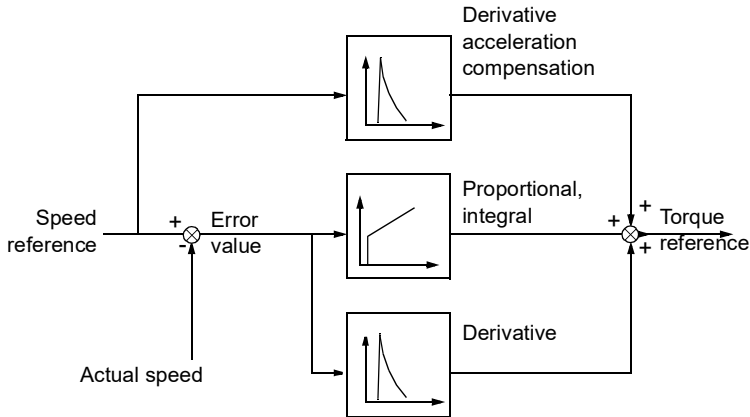 Derivative
acceleration
compensation
Speed
reference
+
-
Error
value
Proportional,
integral
+
+
+
Torque
reference
Derivative
Actual speed